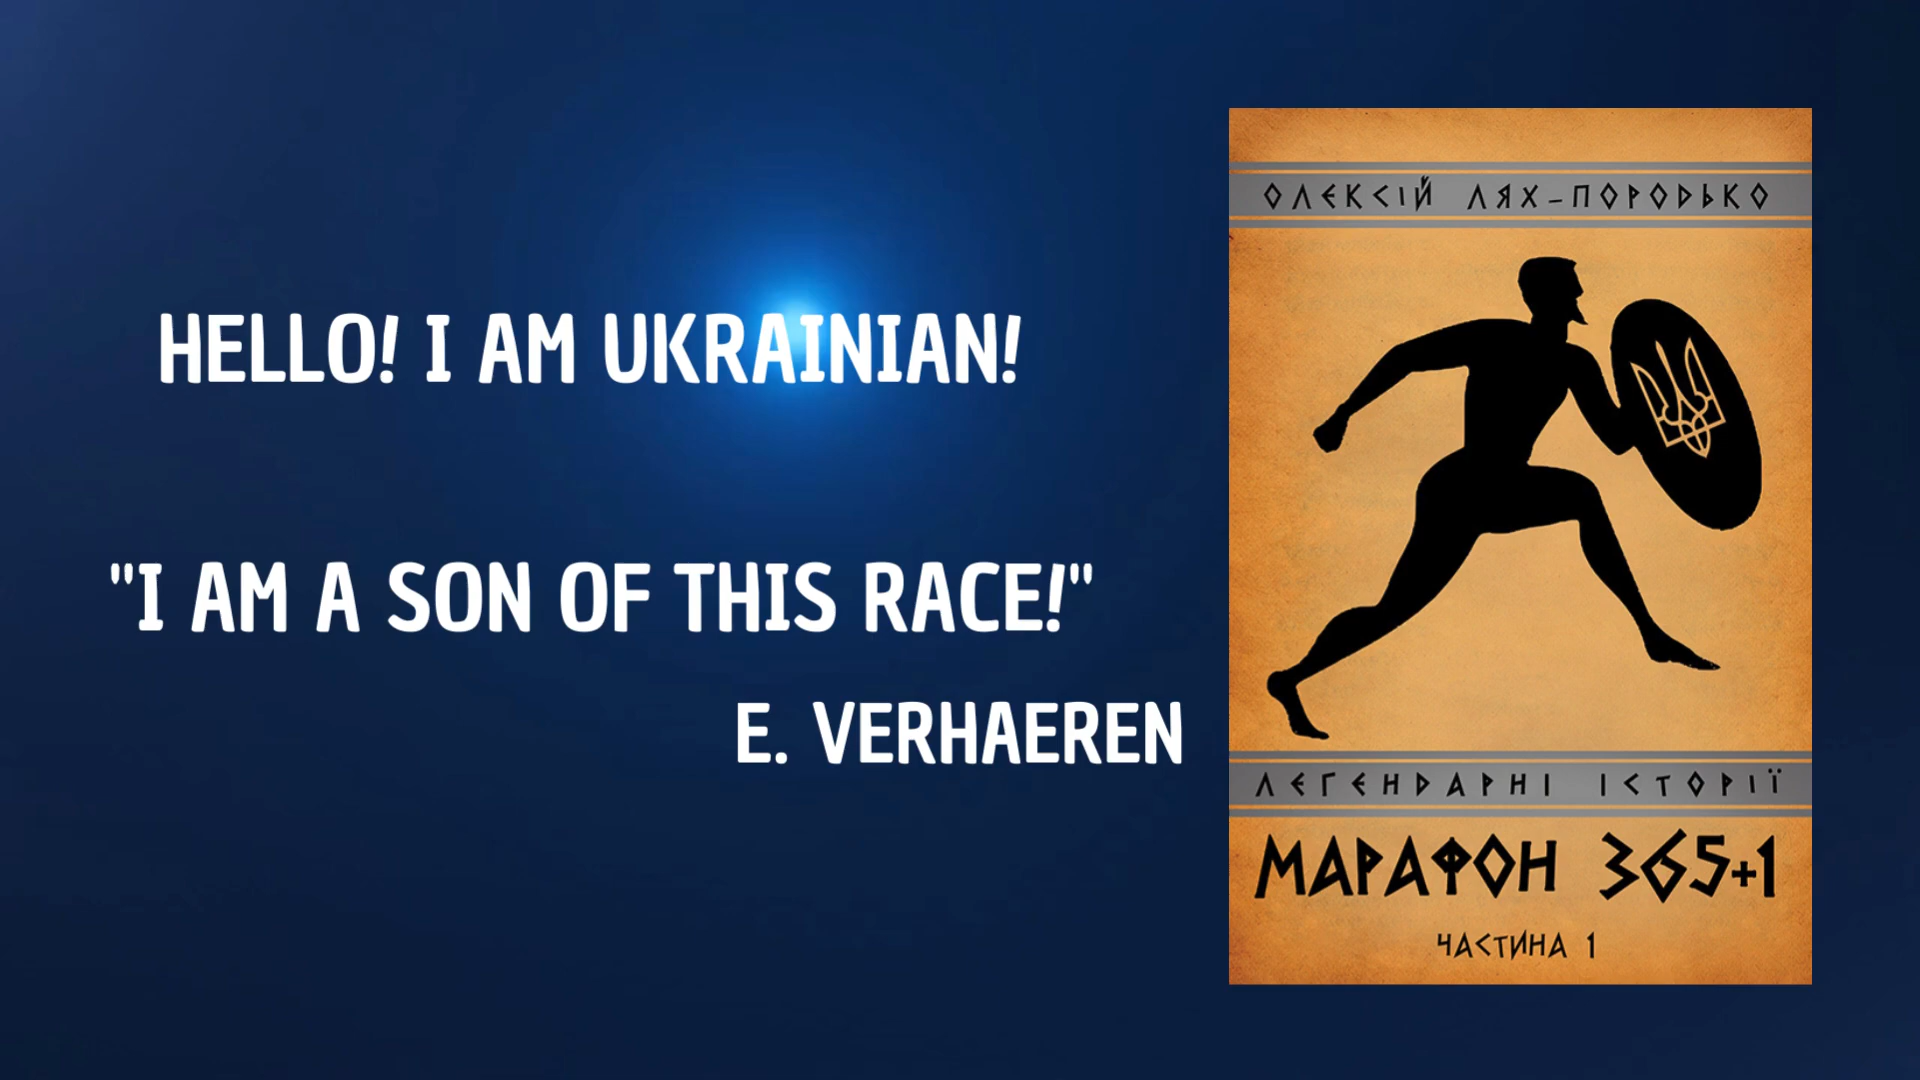 HELLO! I AM UKRAINIAN!
"I AM A SON OF THIS RACE!"
E. VERHAEREN
ОЛЕКСІЙ ЛЯХ-ПОРОДЬКО
ЛЕГЕНДАРНІ ІСТОРІЇ
МАРАФОН 365+1
ЧАСТИНА 1